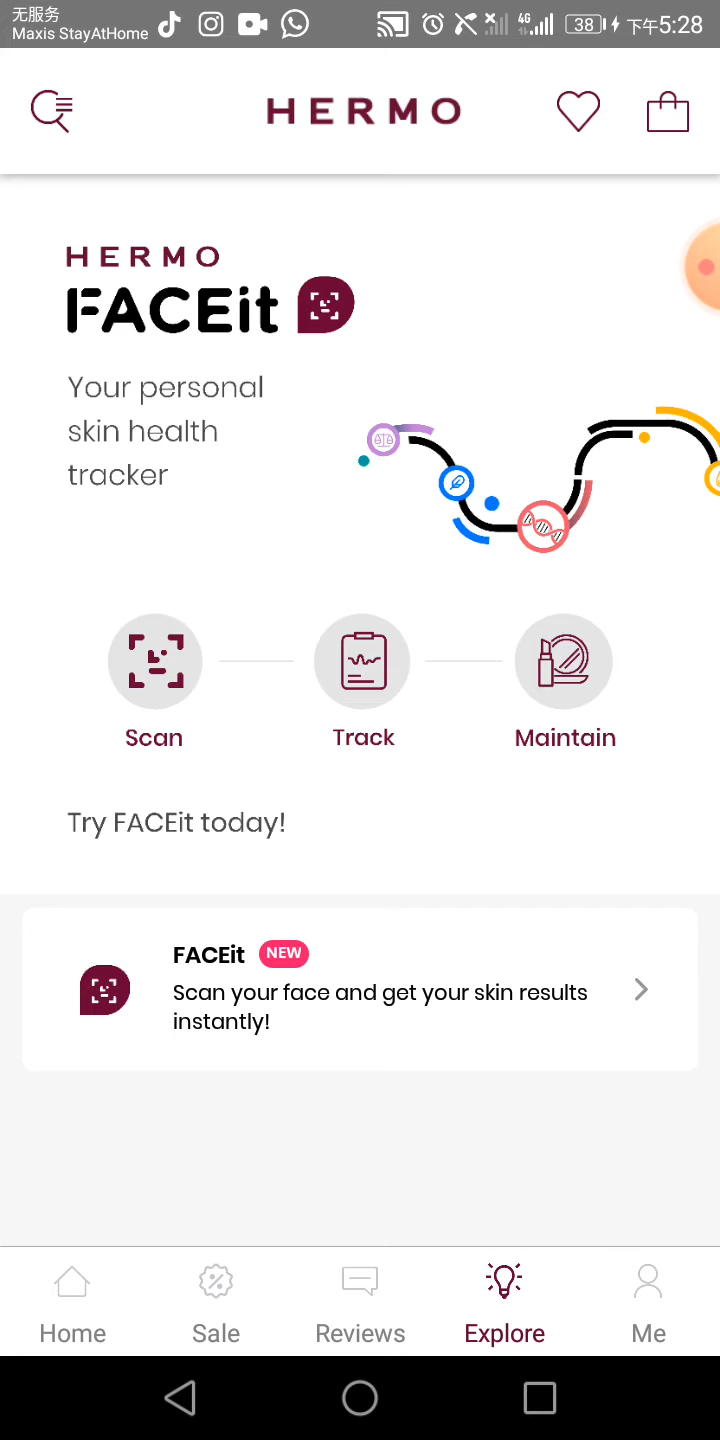 无服务
Maxis StayAtHome
4G
38
下午5:28
HERMO
HERMO
FACEit
Your personal
skin health
tracker
Scan
Track
Maintain
Try FACEit today!
FACEit NEW
Scan your face and get your skin results
instantly!
Home
Sale
Reviews
Explore
Me